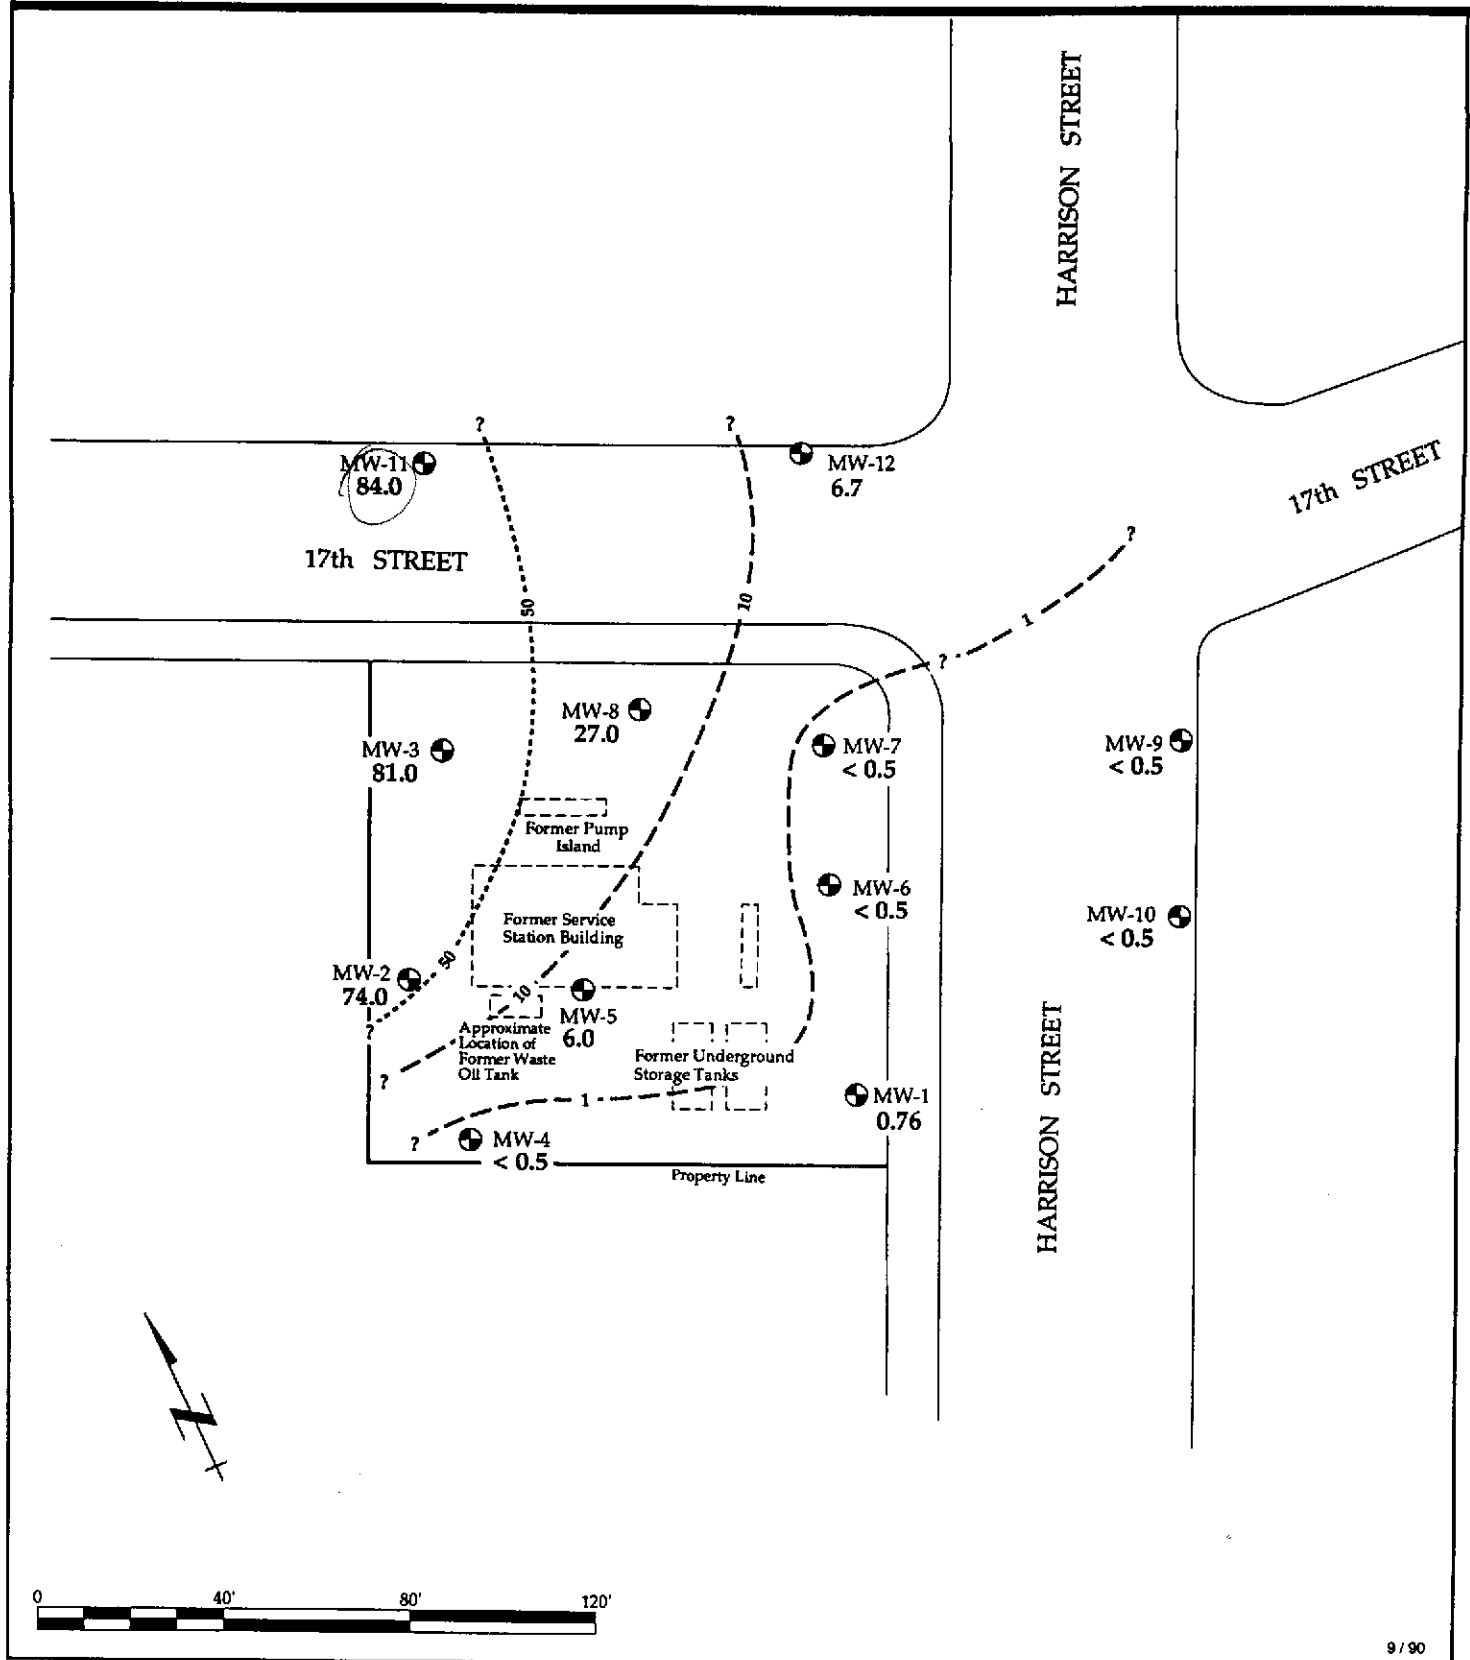 HARRISON STREET
?
?
MW-11
84.0
MW-12
6.7
17th STREET
17th STREET
?
50
10
1
?
MW-8
27.0
MW-3
81.0
MW-7
< 0.5
MW-9
< 0.5
Former Pump
Island
MW-6
< 0.5
MW-10
< 0.5
Former Service
Station Building
50
MW-2
74.0
?
10
MW-5
6.0
Approximate
Location of
Former Waste
Oil Tank
Former Underground
Storage Tanks
?
1
MW-1
0.76
?
MW-4
< 0.5
Property Line
HARRISON STREET
N
0
40'
80'
120'
9 / 90